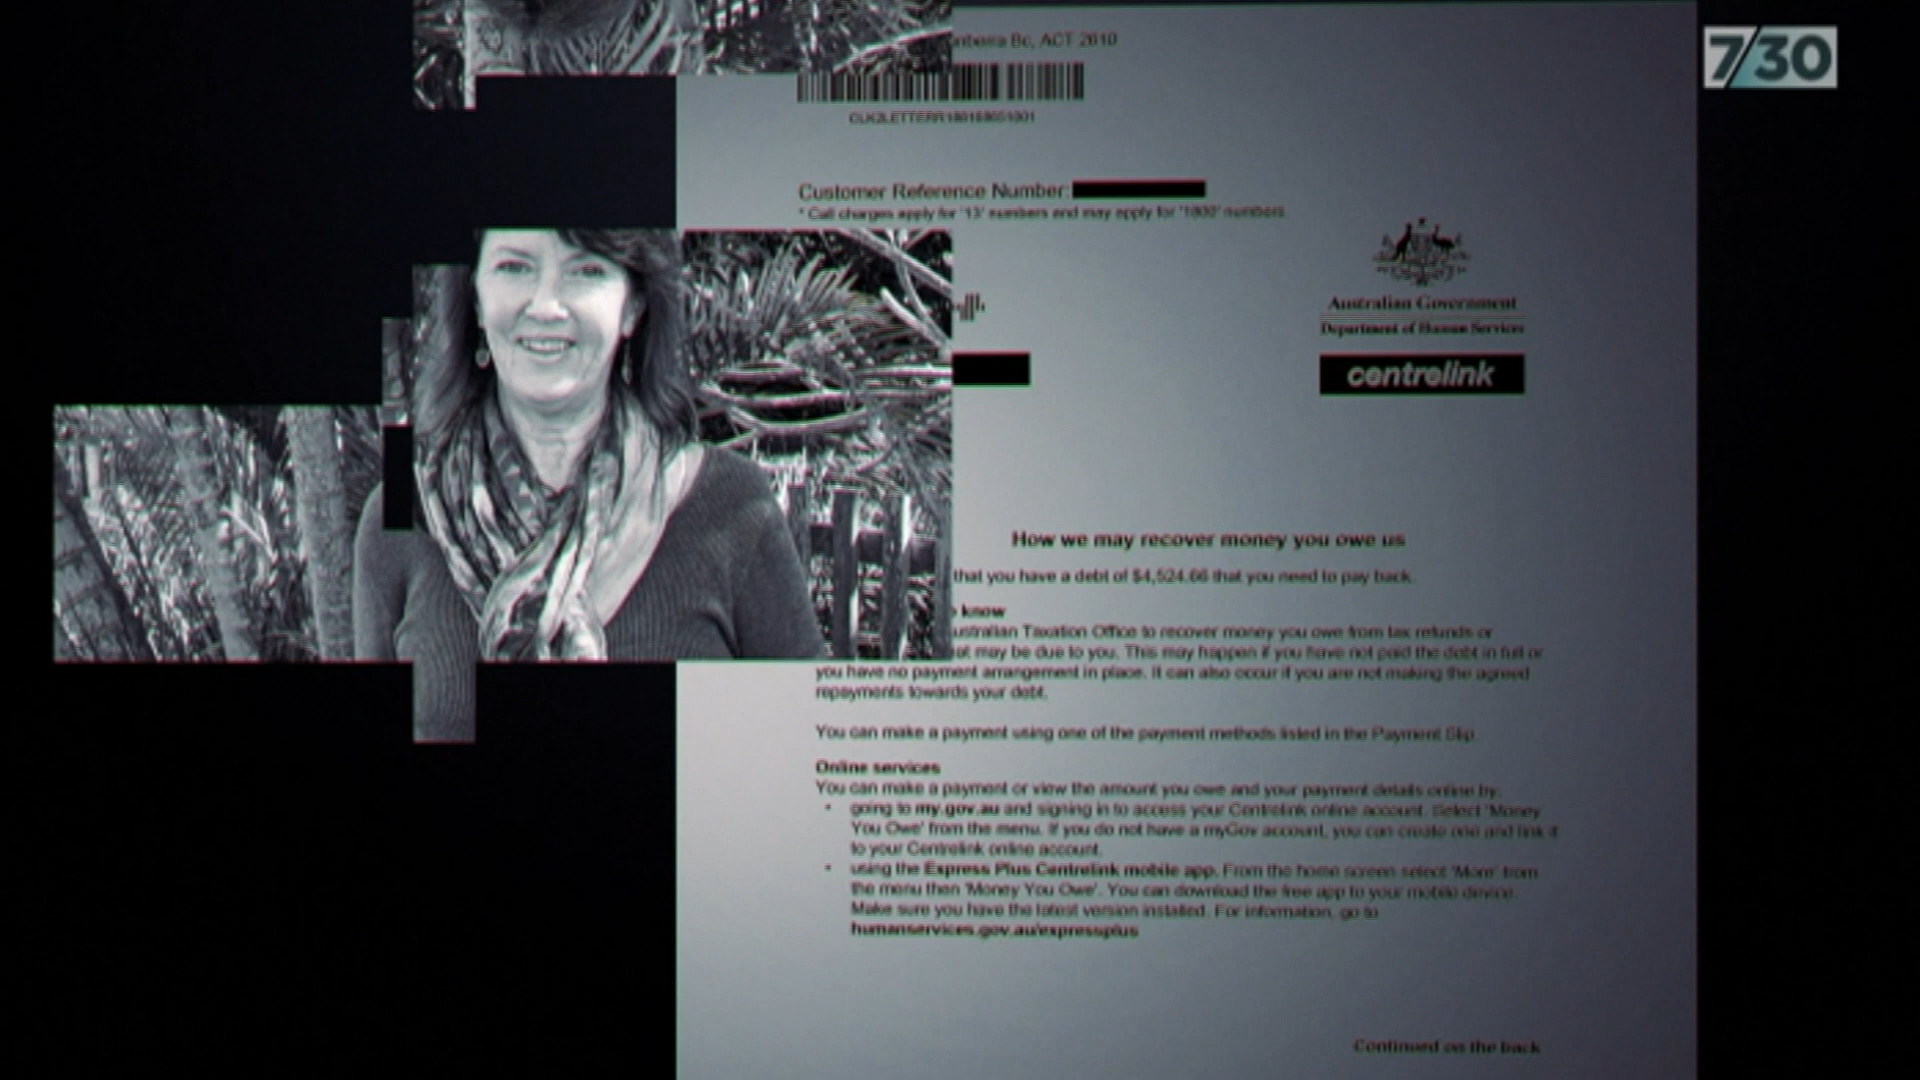 7/30
anberra Bc, ACT 2610
Customer Reference Number:
* Call charges apply for '13' numbers and may apply for '1800' numbers.
Australian Government
Department of Human Services
centrelink
How we may recover money you owe us
that you have a debt of $4,524.66 that you need to pay back.
know
ustralian Taxation Office to recover money you owe from tax refunds or
may be due to you. This may happen if you have not paid the debt in full or
you have no payment arrangement in place. It can also occur if you are not making the agreed
repayments towards your debt.
You can make a payment using one of the payment methods listed in the Payment Slip.
Online services
You can make a payment or view the amount you owe and your payment details online by:
• going to my.gov.au and signing in to access your Centrelink online account. Select 'Money
You Owe' from the menu. If you do not have a myGov account, you can create one and link it
to your Centrelink online account.
• using the Express Plus Centrelink mobile app. From the home screen select 'More' from
the menu then 'Money You Owe'. You can download the free app to your mobile device.
Make sure you have the latest version installed. For information, go to
humanservices.gov.au/expressplus
Continued on the back